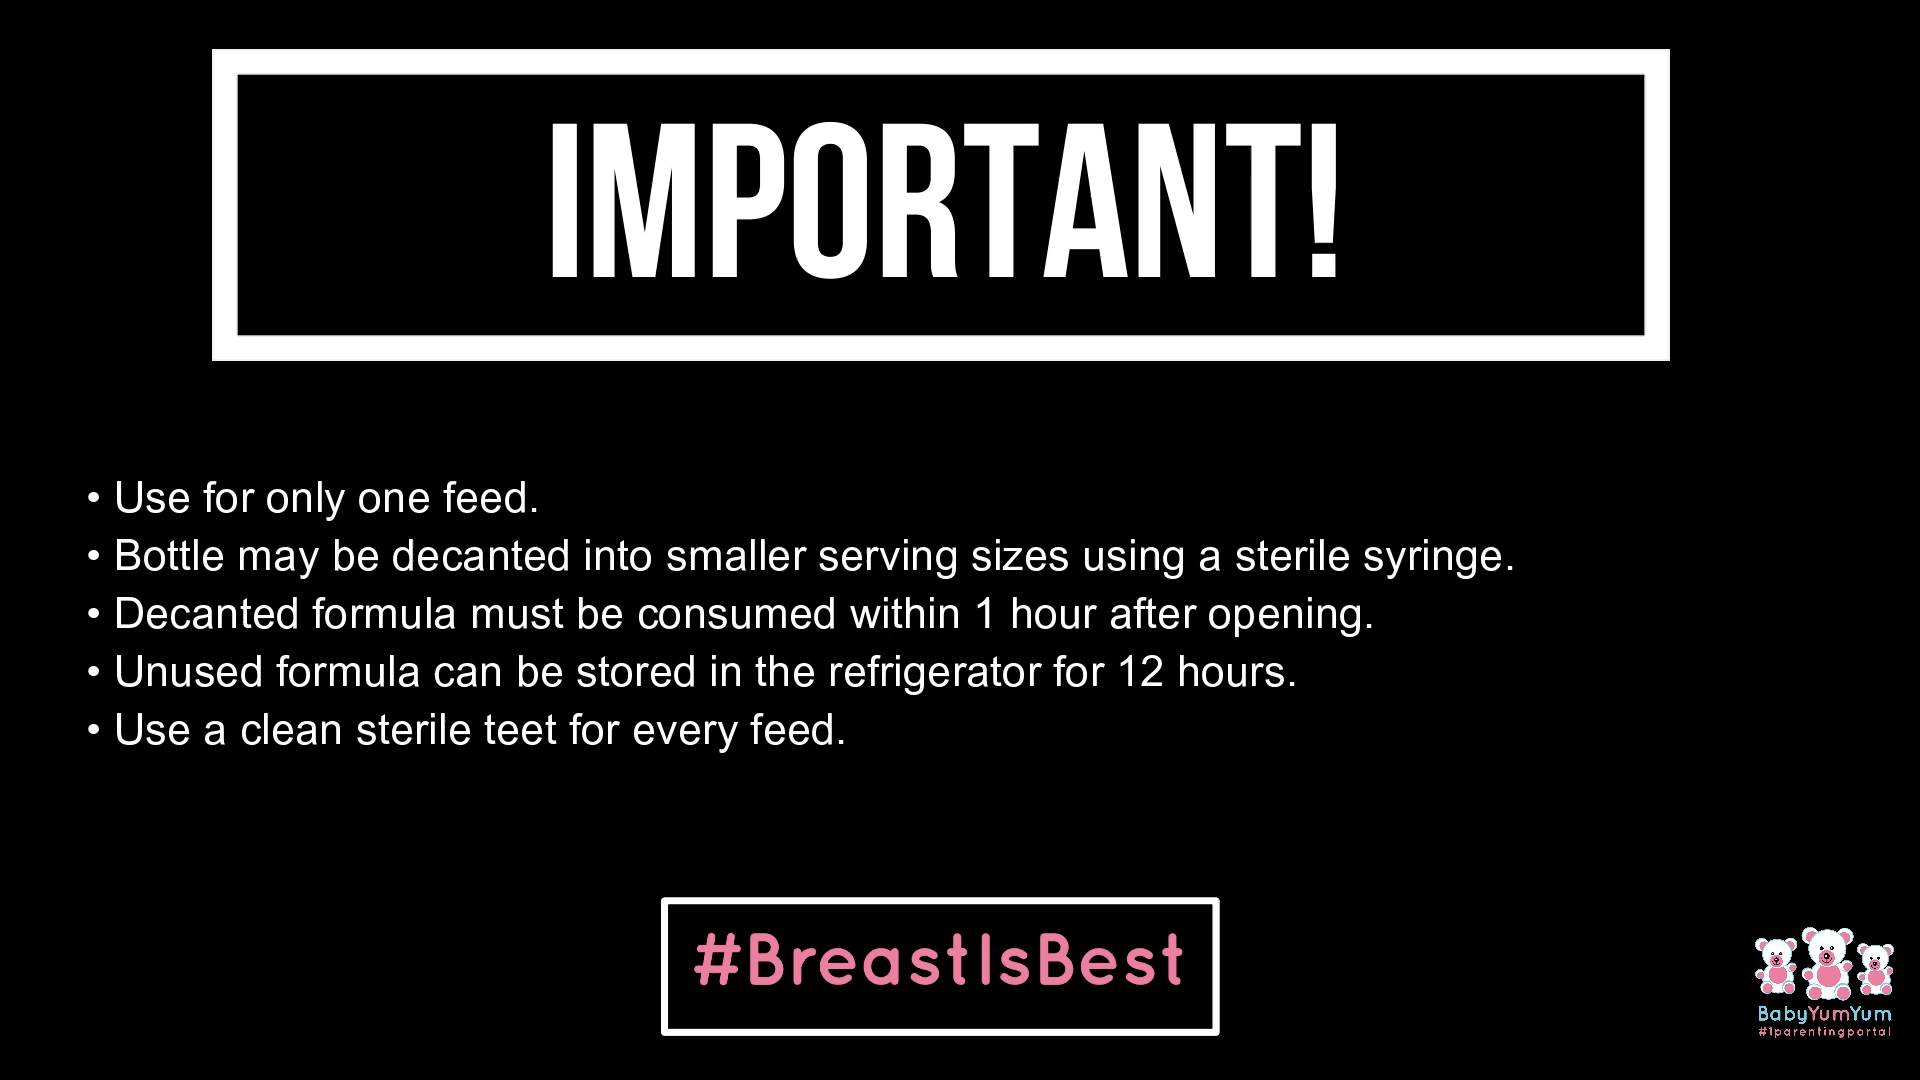 IMPORTANT!
• Use for only one feed.
• Bottle may be decanted into smaller serving sizes using a sterile syringe.
• Decanted formula must be consumed within 1 hour after opening.
• Unused formula can be stored in the refrigerator for 12 hours.
• Use a clean sterile teet for every feed.
#BreastIsBest
BabyYumYum
#1parentingportal